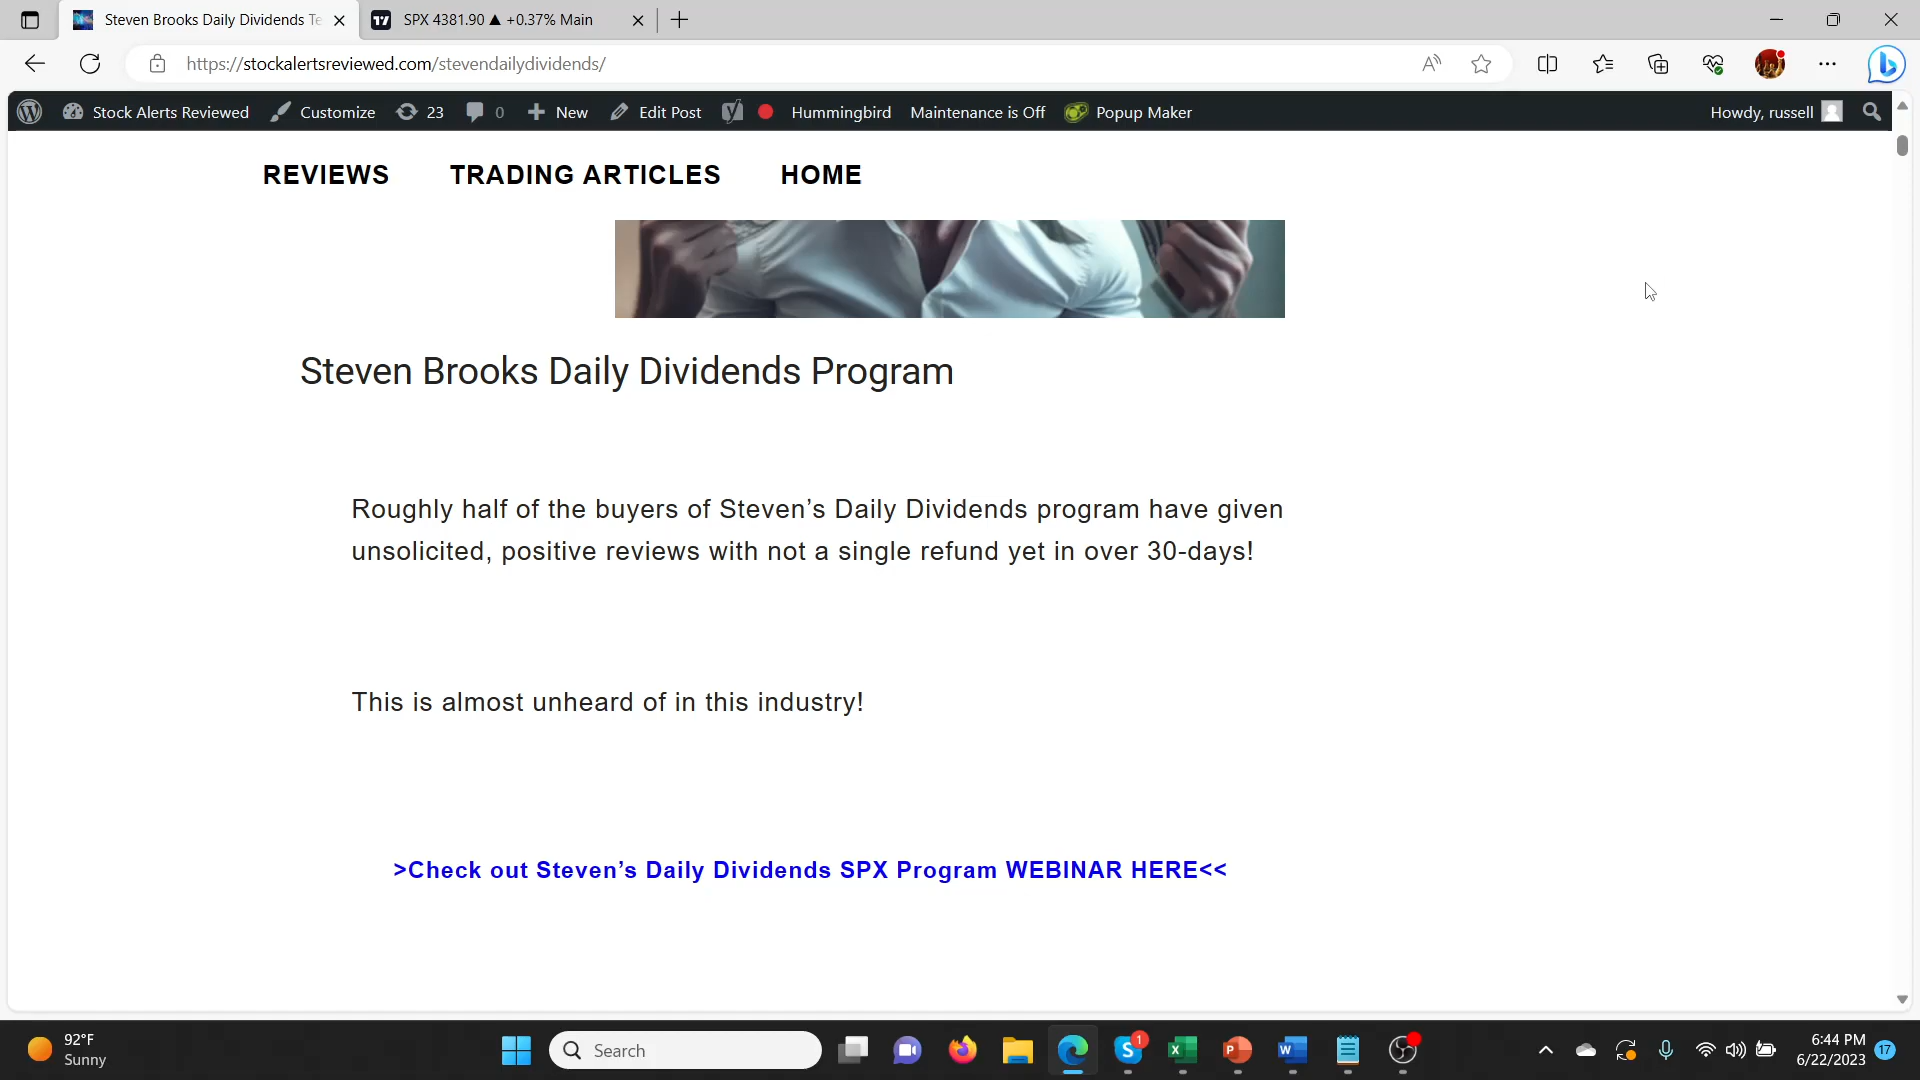 Steven Brooks Daily Dividends Te
SPX 4381.90 ▲ +0.37% Main
https://stockalertsreviewed.com/stevendailydividends/
Stock Alerts Reviewed Customize 23 0 New Edit Post Hummingbird Maintenance is Off Popup Maker Howdy, russell
REVIEWS TRADING ARTICLES HOME
Steven Brooks Daily Dividends Program
Roughly half of the buyers of Steven’s Daily Dividends program have given
unsolicited, positive reviews with not a single refund yet in over 30-days!
This is almost unheard of in this industry!
>Check out Steven’s Daily Dividends SPX Program WEBINAR HERE<<
92°F
Sunny
Search
1
6:44 PM
6/22/2023
17